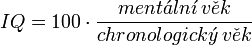 IQ = 100 · mentální věk / chronologický věk